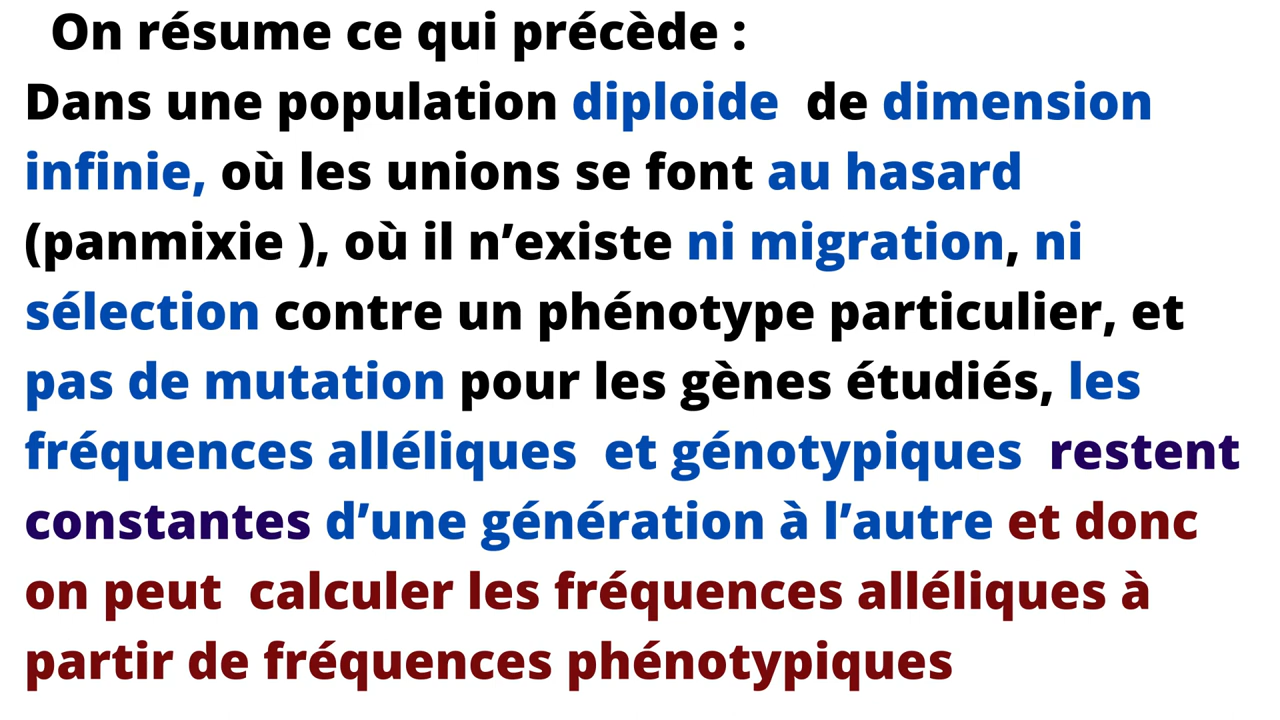 On résume ce qui précède :
Dans une population diploide de dimension
infinie, où les unions se font au hasard
(panmixie ), où il n’existe ni migration, ni
sélection contre un phénotype particulier, et
pas de mutation pour les gènes étudiés, les
fréquences alléliques et génotypiques restent
constantes d’une génération à l’autre et donc
on peut calculer les fréquences alléliques à
partir de fréquences phénotypiques